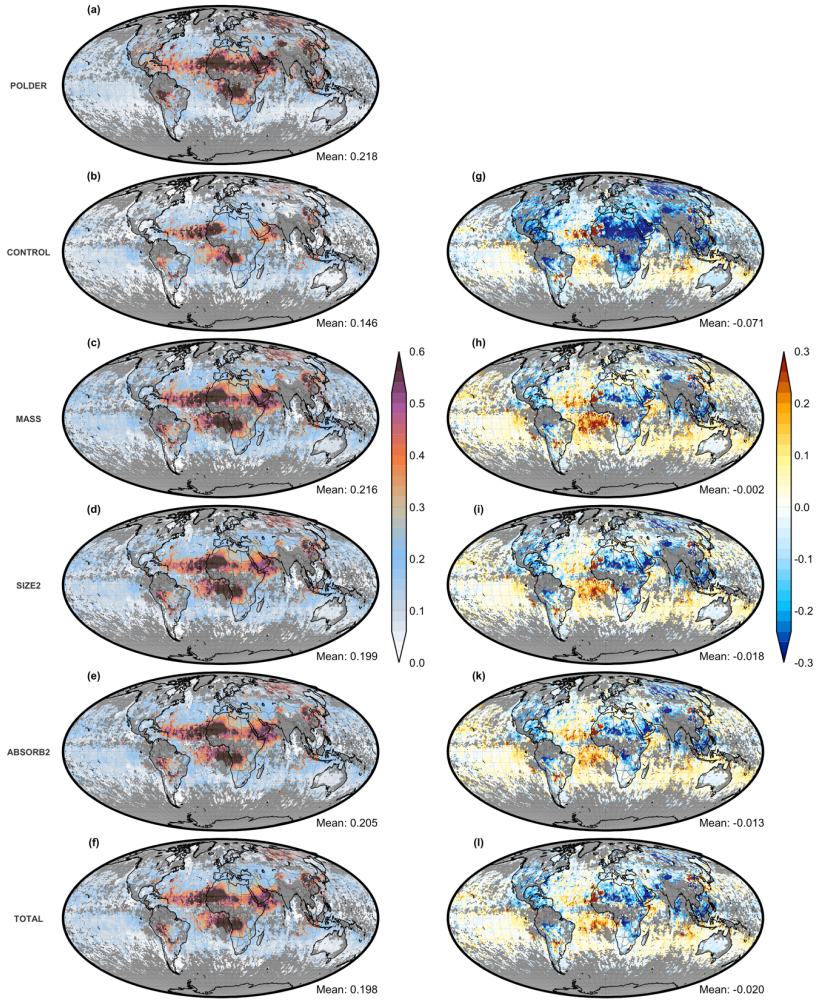 (a)
POLDER
Mean: 0.218
(b)
(g)
CONTROL
Mean: 0.146
Mean: -0.071
(c)
(h)
0.6
0.3
0.5
0.2
MASS
0.4
0.1
Mean: 0.216
Mean: -0.002
(d)
(i)
0.3
0.0
0.2
-0.1
SIZE2
0.1
-0.2
Mean: 0.199
Mean: -0.018
0.0
-0.3
(e)
(k)
ABSORB2
Mean: 0.205
Mean: -0.013
(f)
(l)
TOTAL
Mean: 0.198
Mean: -0.020